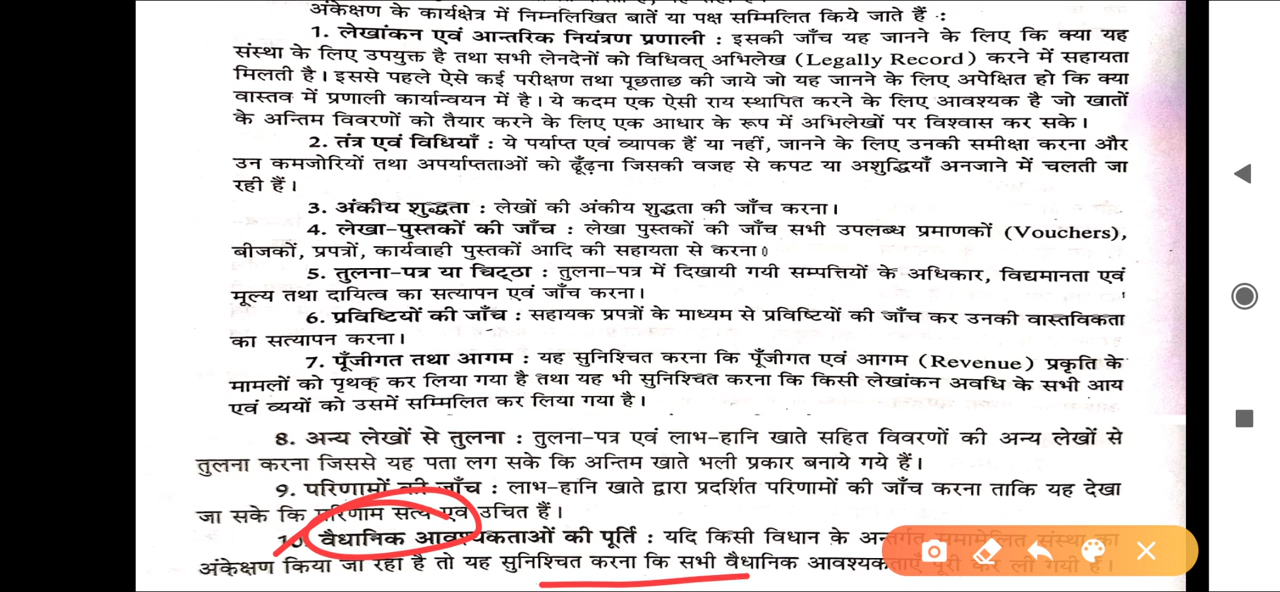 अंकेक्षण के कार्यक्षेत्र में निम्नलिखित बातें या पक्ष सम्मिलित किये जाते हैं :
1. लेखांकन एवं आन्तरिक नियंत्रण प्रणाली : इसकी जाँच यह जानने के लिए कि क्या यह
संस्था के लिए उपयुक्त है तथा सभी लेनदेनों को विधिवत् अभिलेख (Legally Record) करने में सहायता
मिलती है। इससे पहले ऐसे कई परीक्षण तथा पूछताछ की जाये जो यह जानने के लिए अपेक्षित हो कि क्या
वास्तव में प्रणाली कार्यान्वयन में है। ये कदम एक ऐसी राय स्थापित करने के लिए आवश्यक है जो खातों
के अन्तिम विवरणों को तैयार करने के लिए एक आधार के रूप में अभिलेखों पर विश्वास कर सके।
2. तंत्र एवं विधियाँ : ये पर्याप्त एवं व्यापक हैं या नहीं, जानने के लिए उनकी समीक्षा करना और
उन कमजोरियों तथा अपर्याप्तताओं को ढूँढ़ना जिसकी वजह से कपट या अशुद्धियाँ अनजाने में चलती जा
रही हैं।
3. अंकीय शुद्धता : लेखों की अंकीय शुद्धता की जाँच करना।
4. लेखा-पुस्तकों की जाँच : लेखा पुस्तकों की जाँच सभी उपलब्ध प्रमाणकों (Vouchers),
बीजकों, प्रपत्रों, कार्यवाही पुस्तकों आदि की सहायता से करना।
5. तुलना-पत्र या चिट्ठा : तुलना-पत्र में दिखायी गयी सम्पत्तियों के अधिकार, विद्यमानता एवं
मूल्य तथा दायित्व का सत्यापन एवं जाँच करना।
6. प्रविष्टियों की जाँच : सहायक प्रपत्रों के माध्यम से प्रविष्टियों की जाँच कर उनकी वास्तविकता
का सत्यापन करना।
7. पूँजीगत तथा आगम : यह सुनिश्चित करना कि पूँजीगत एवं आगम (Revenue) प्रकृति के
मामलों को पृथक् कर लिया गया है तथा यह भी सुनिश्चित करना कि किसी लेखांकन अवधि के सभी आय
एवं व्ययों को उसमें सम्मिलित कर लिया गया है।
8. अन्य लेखों से तुलना : तुलना-पत्र एवं लाभ-हानि खाते सहित विवरणों की अन्य लेखों से
तुलना करना जिससे यह पता लग सके कि अन्तिम खाते भली प्रकार बनाये गये हैं।
9. परिणामों की जाँच : लाभ-हानि खाते द्वारा प्रदर्शित परिणामों की जाँच करना ताकि यह देखा
जा सके कि परिणाम सत्य एवं उचित हैं।
10. वैधानिक आवश्यकताओं की पूर्ति : यदि किसी विधान के अन्तर्गत समामेलित संस्था का
अंकेक्षण किया जा रहा है तो यह सुनिश्चित करना कि सभी वैधानिक आवश्यकताएँ पूरी कर ली गयी हैं।